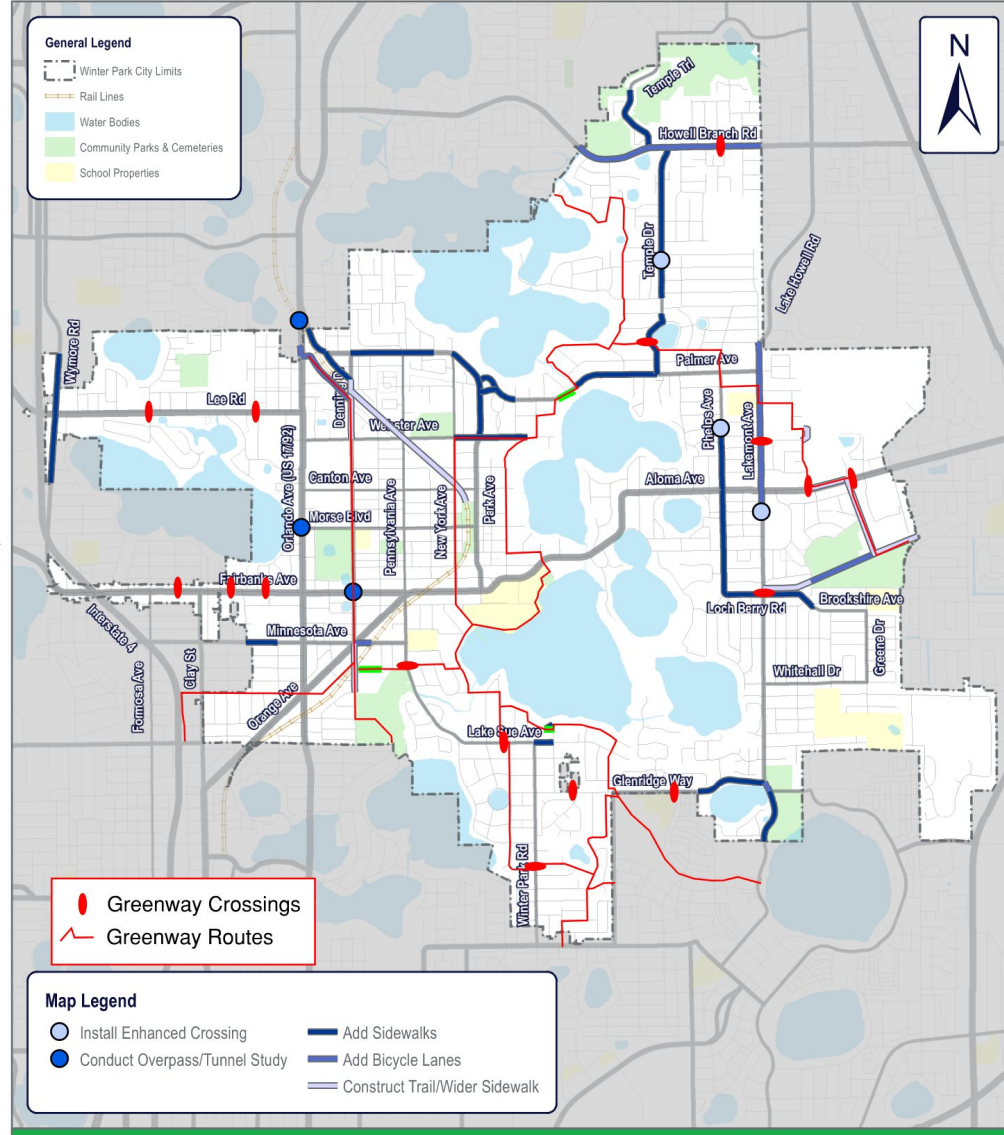 General Legend
Winter Park City Limits
Rail Lines
Water Bodies
Community Parks & Cemeteries
School Properties
N
Temple Trl
Howell Branch Rd
Temple Dr
Lake Howell Rd
Wymore Rd
Palmer Ave
Lee Rd
Webster Ave
Phelps Ave
Lakemont Ave
Orlando Ave (US 17/92)
Canton Ave
Aloma Ave
Morse Blvd
Pennsylvania Ave
New York Ave
Park Ave
Fairbanks Ave
Interstate 4
Loch Berry Rd
Brookshire Ave
Minnesota Ave
Formosa Ave
Clay St
Orange Ave
Whitehall Dr
Greene Dr
Lake Sue Ave
Glenridge Way
Winter Park Rd
Greenway Crossings
Greenway Routes
Map Legend
Install Enhanced Crossing
Conduct Overpass/Tunnel Study
Add Sidewalks
Add Bicycle Lanes
Construct Trail/Wider Sidewalk